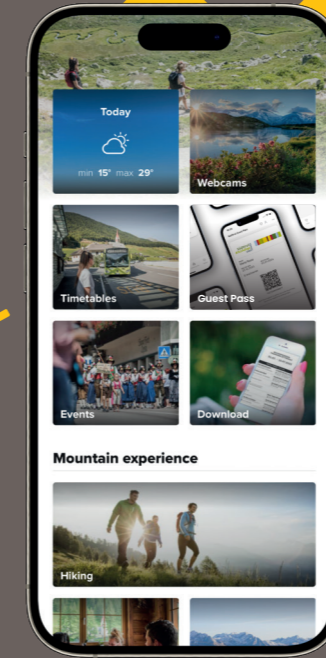 Today
min 15° max 29°
Webcams
Timetables
Guest Pass
Events
Download
Mountain experience
Hiking